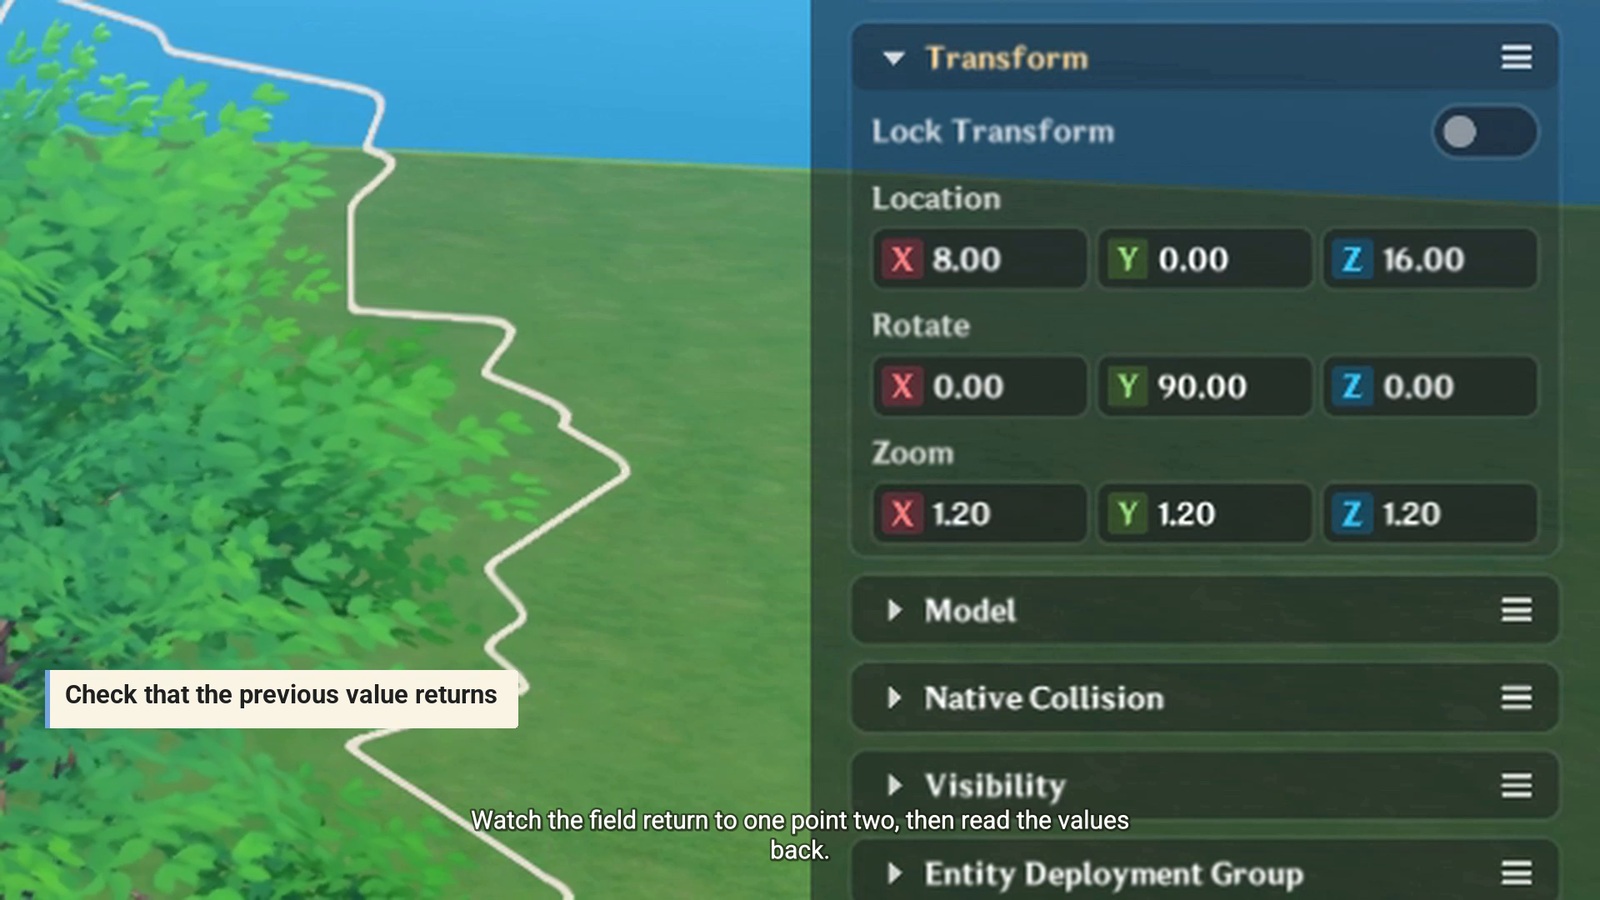 Transform
Lock Transform
Location
X 8.00 Y 0.00 Z 16.00
Rotate
X 0.00 Y 90.00 Z 0.00
Zoom
X 1.20 Y 1.20 Z 1.20
Model
Native Collision
Visibility
Entity Deployment Group
Check that the previous value returns
Watch the field return to one point two, then read the values
back.